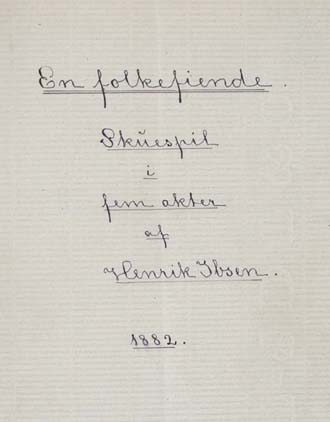 En folkefiende.
Skuespil
i
fem akter
af
Henrik Ibsen.
1882.